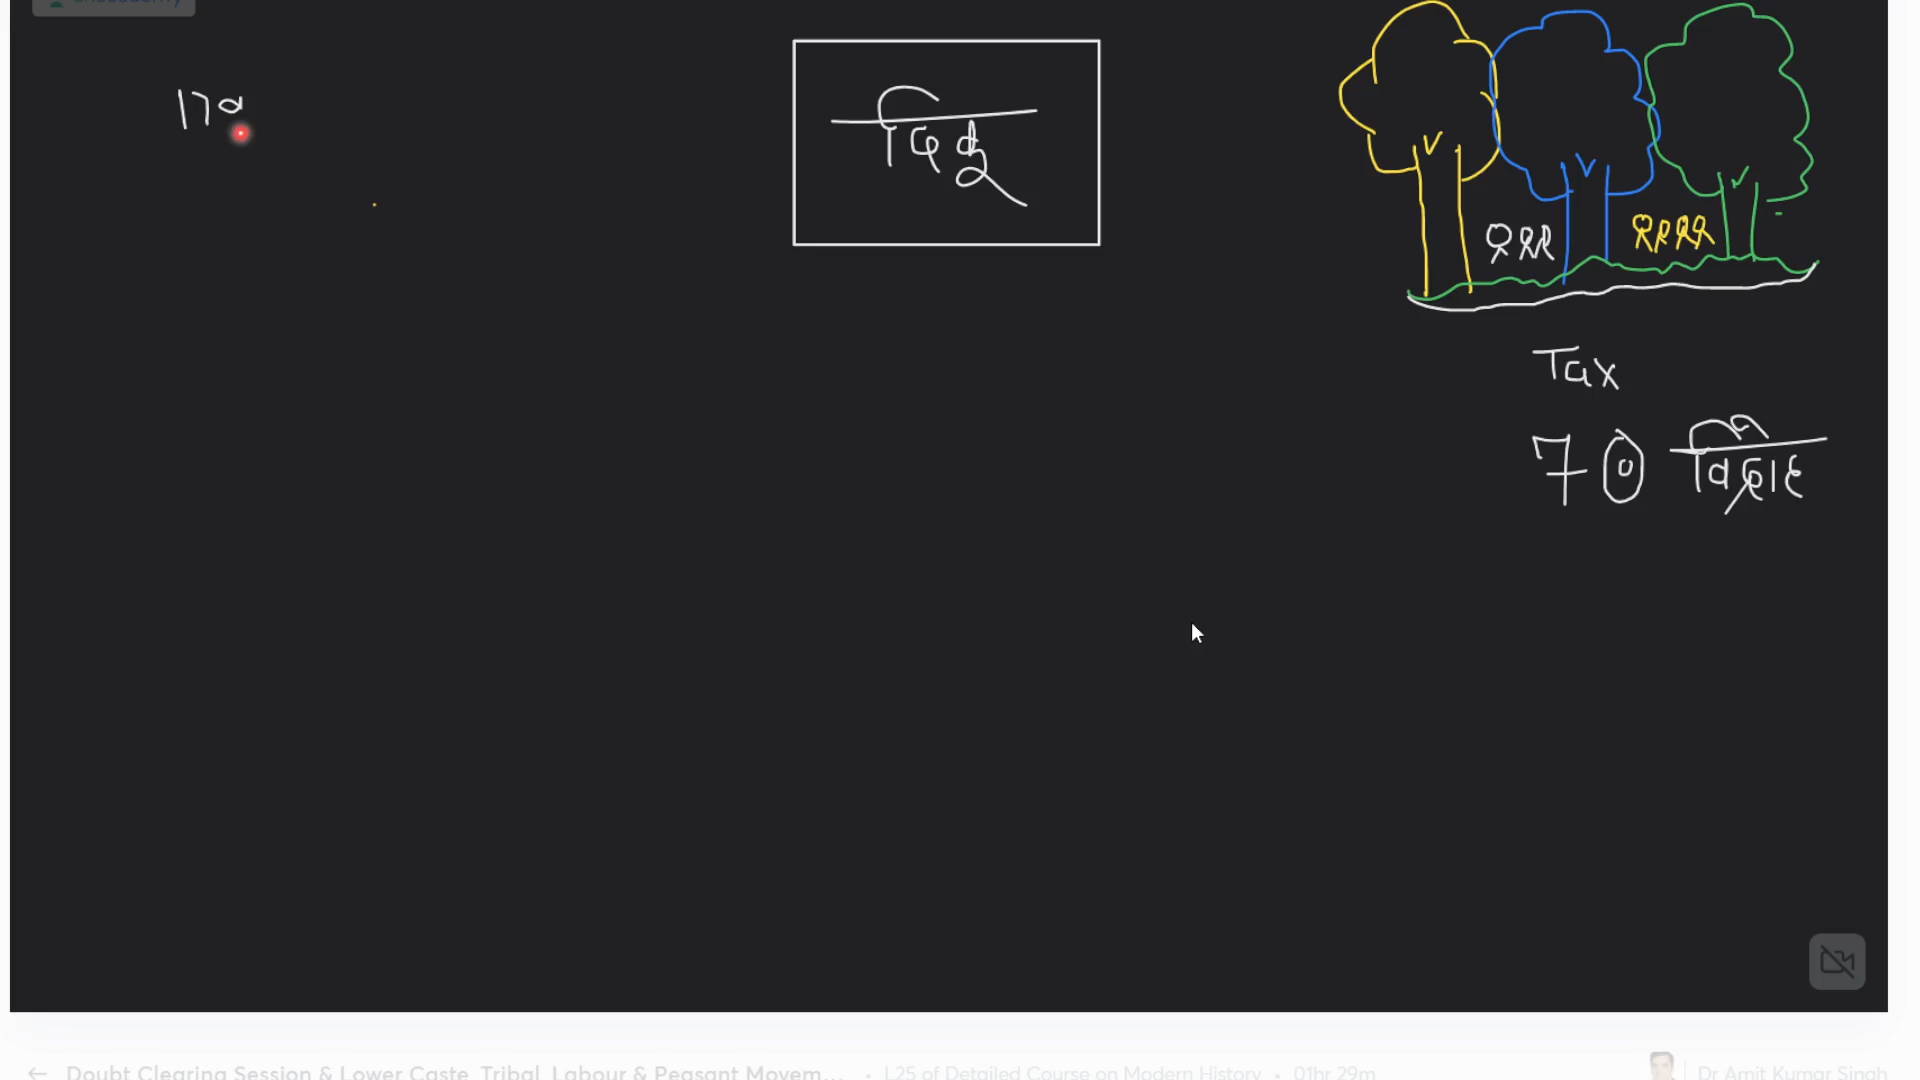 178
दिकू
Tax
70 विद्रोह
Doubt Clearing Session & Lower Caste, Tribal, Labour & Peasant Movem... • L25 of Detailed Course on Modern History • 01hr 29m
Dr Amit Kumar Singh